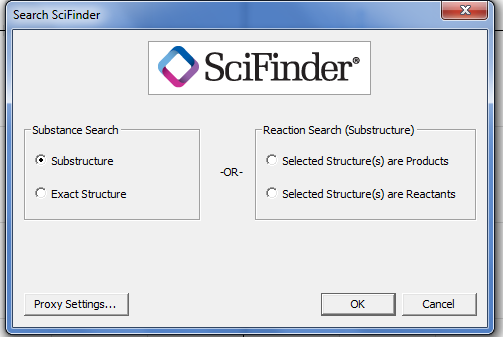 Search SciFinder
SciFinder®
Substance Search
Substructure
Exact Structure
-OR-
Reaction Search (Substructure)
Selected Structure(s) are Products
Selected Structure(s) are Reactants
Proxy Settings...
OK
Cancel